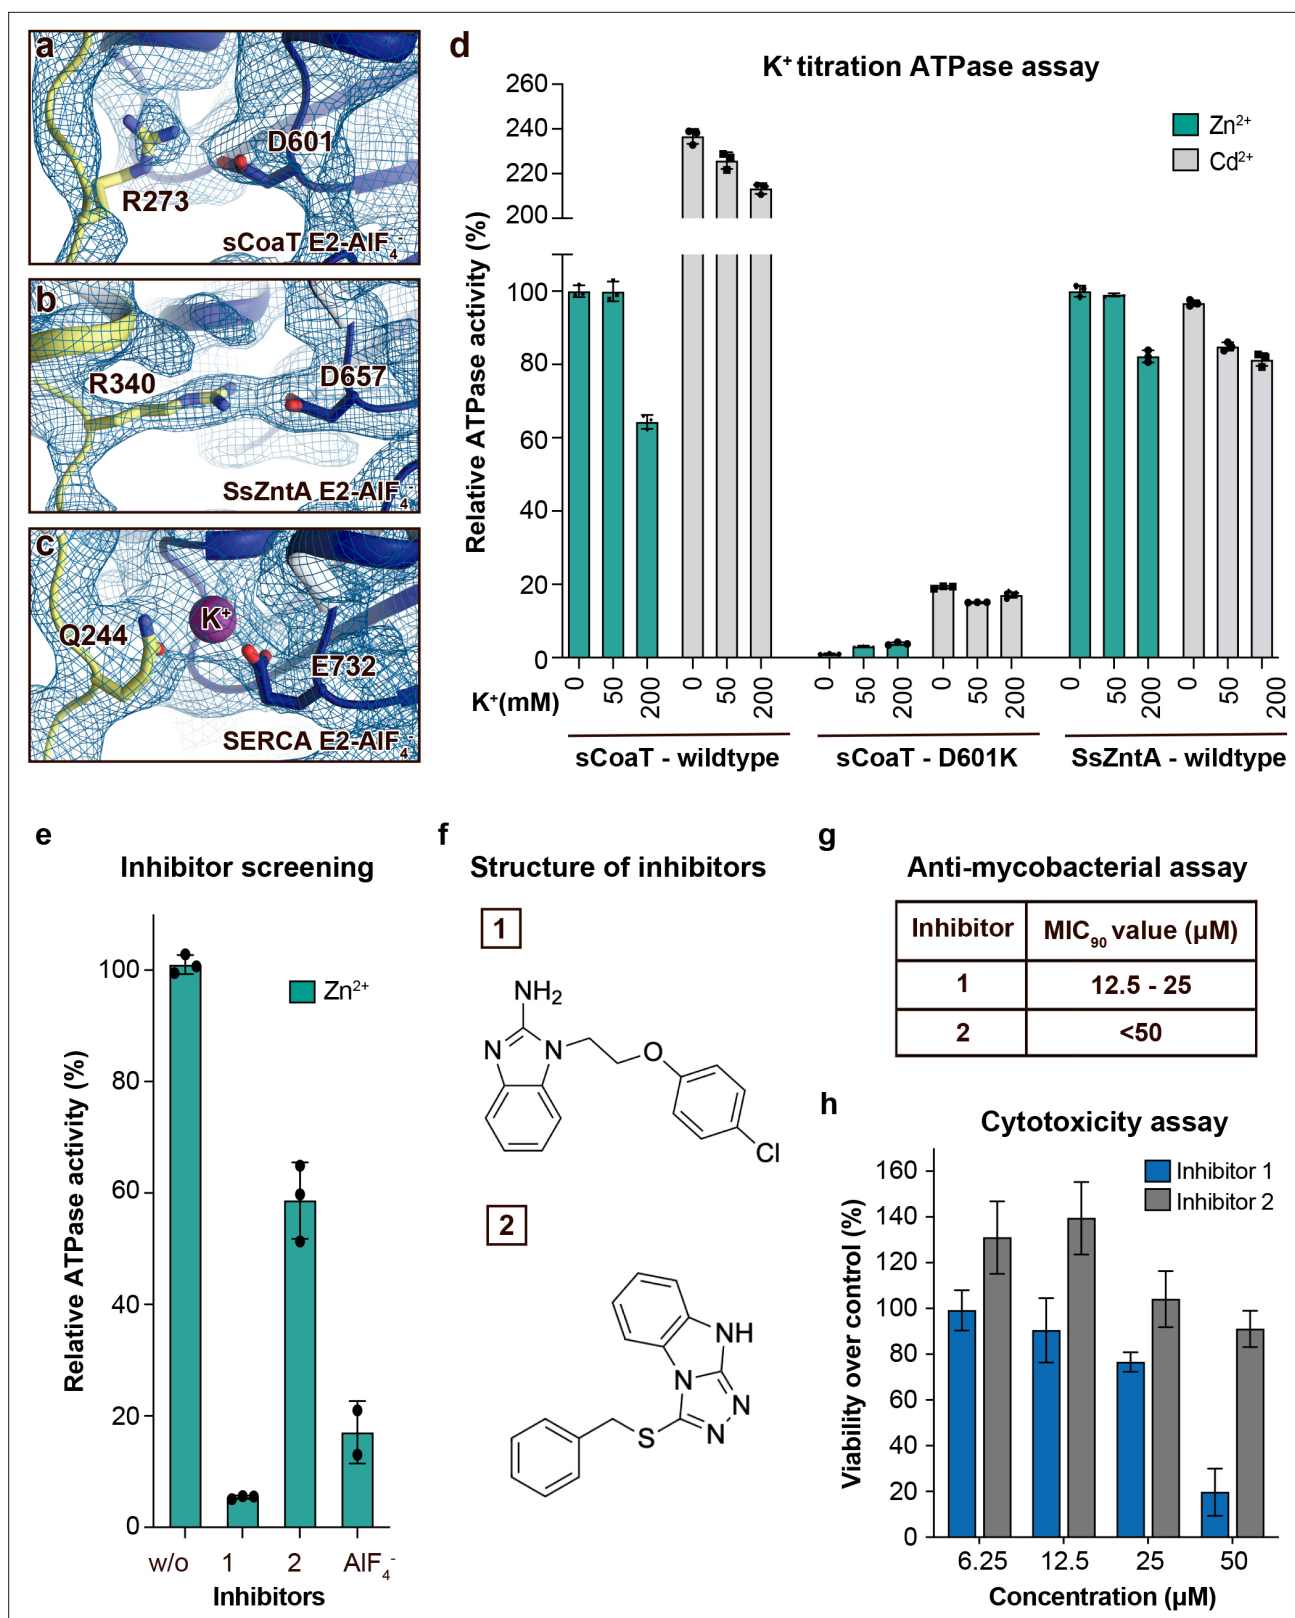 a
D601
R273
sCoaT E2-AlF4-
b
R340
D657
SsZntA E2-AlF4-
c
K+
Q244
E732
SERCA E2-AlF4-
d
K+ titration ATPase assay
Zn2+
Cd2+
Relative ATPase activity (%)
260
240
220
200
100
80
60
40
20
0
K+(mM)
0 50 200 0 50 200 0 50 200 0 50 200 0 50 200 0 50 200
sCoaT - wildtype sCoaT - D601K SsZntA - wildtype
e
Inhibitor screening
Zn2+
Relative ATPase activity (%)
100
80
60
40
20
0
w/o 1 2 AlF4-
Inhibitors
f
Structure of inhibitors
1
NH2
N N O
Cl
2
NH
N
N
S N
g
Anti-mycobacterial assay
Inhibitor MIC90 value (µM)
1 12.5 - 25
2 <50
h
Cytotoxicity assay
Inhibitor 1
Inhibitor 2
Viability over control (%)
160
140
120
100
80
60
40
20
0
6.25 12.5 25 50
Concentration (µM)